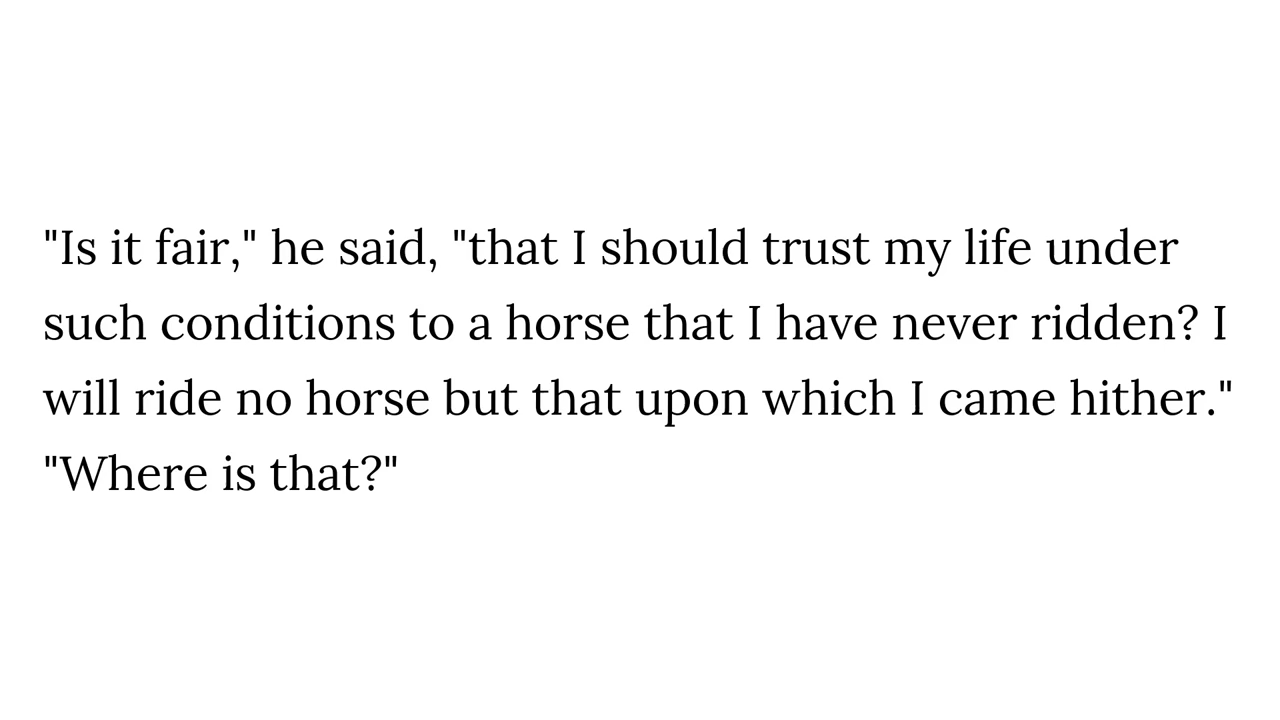 "Is it fair," he said, "that I should trust my life under
such conditions to a horse that I have never ridden? I
will ride no horse but that upon which I came hither."
"Where is that?"